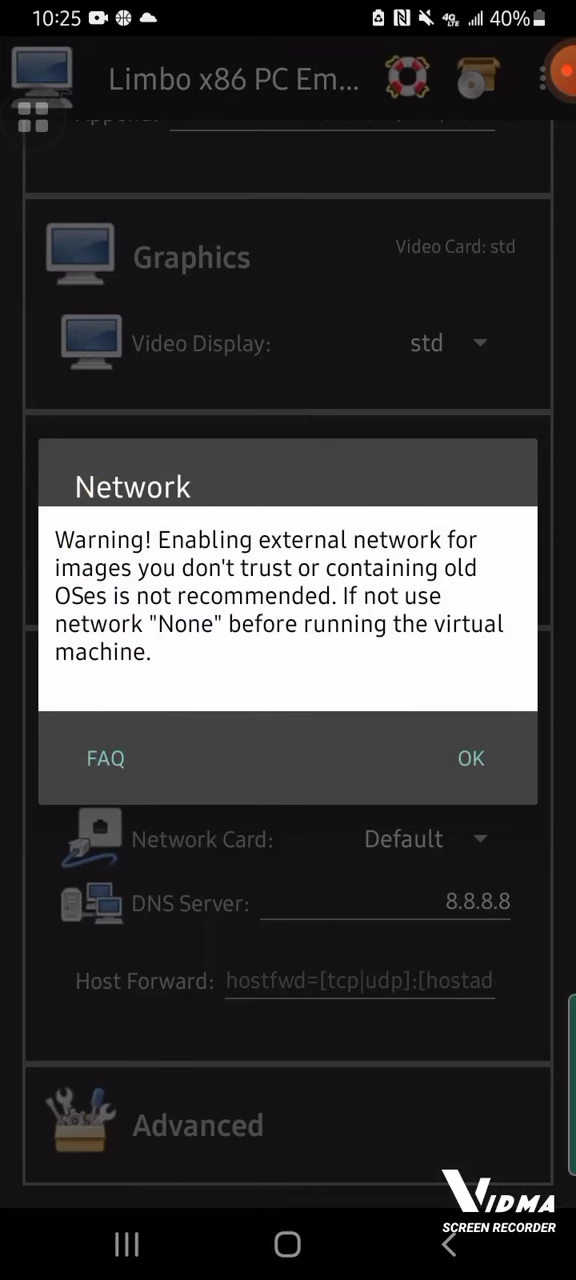 10:25
4G LTE
40%
Limbo x86 PC Em...
Append:
Graphics
Video Card: std
Video Display:
std
Network
Warning! Enabling external network for
images you don't trust or containing old
OSes is not recommended. If not use
network "None" before running the virtual
machine.
FAQ
OK
Network Card:
Default
DNS Server:
8.8.8.8
Host Forward:
hostfwd=[tcp|udp]:[hostad
Advanced
VIDMA
SCREEN RECORDER